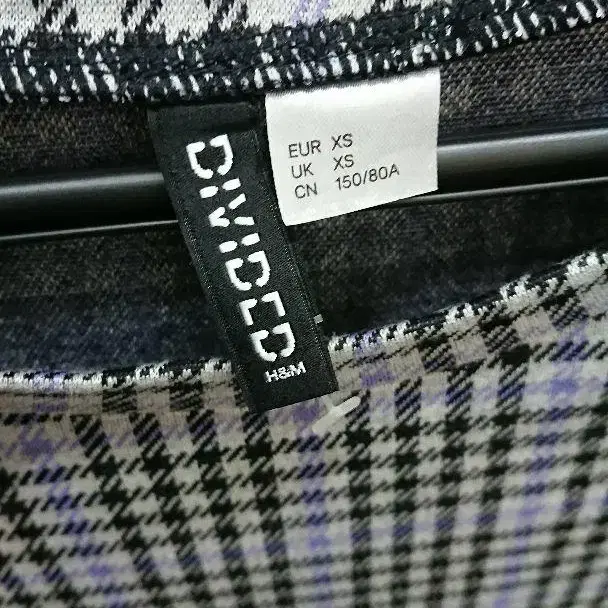 DIVIDED
H&M
EUR XS
UK XS
CN 150/80A